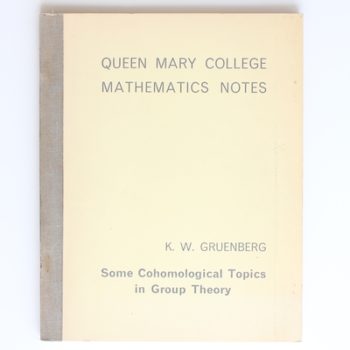 QUEEN MARY COLLEGE
MATHEMATICS NOTES
K. W. GRUENBERG
Some Cohomological Topics
in Group Theory